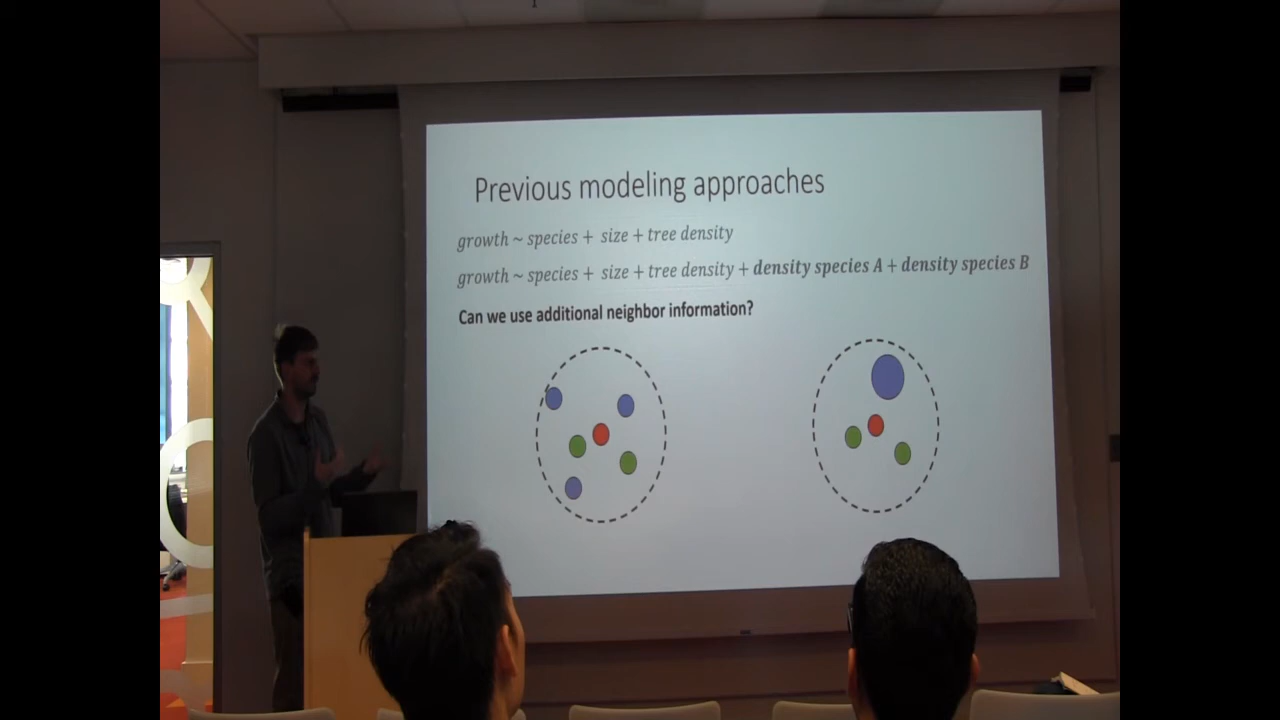 Previous modeling approaches
growth ~ species + size + tree density
growth ~ species + size + tree density + density species A + density species B
Can we use additional neighbor information?